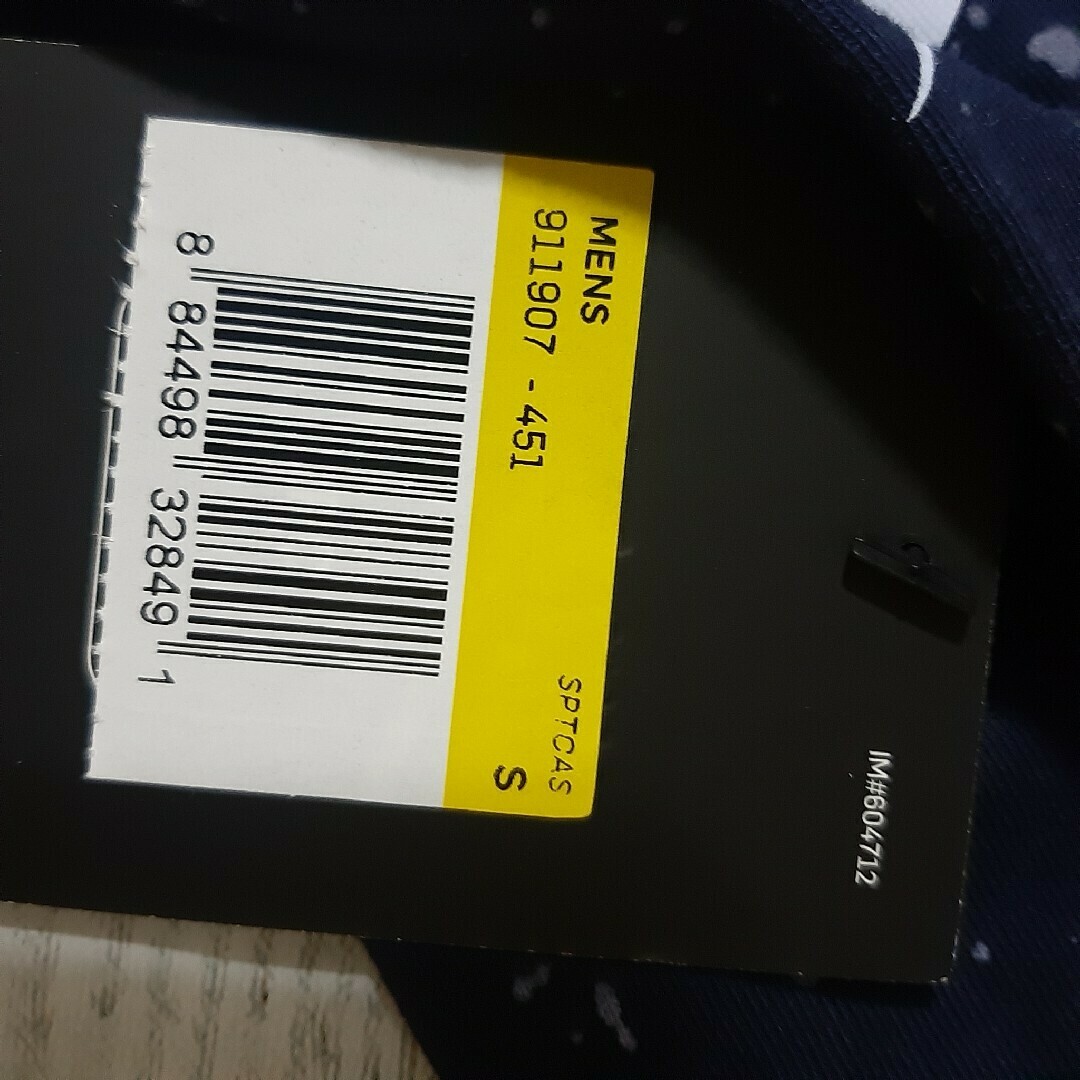 MENS
911907 - 451
SPTCAS
S
8 84498 32849 1
IM#604712